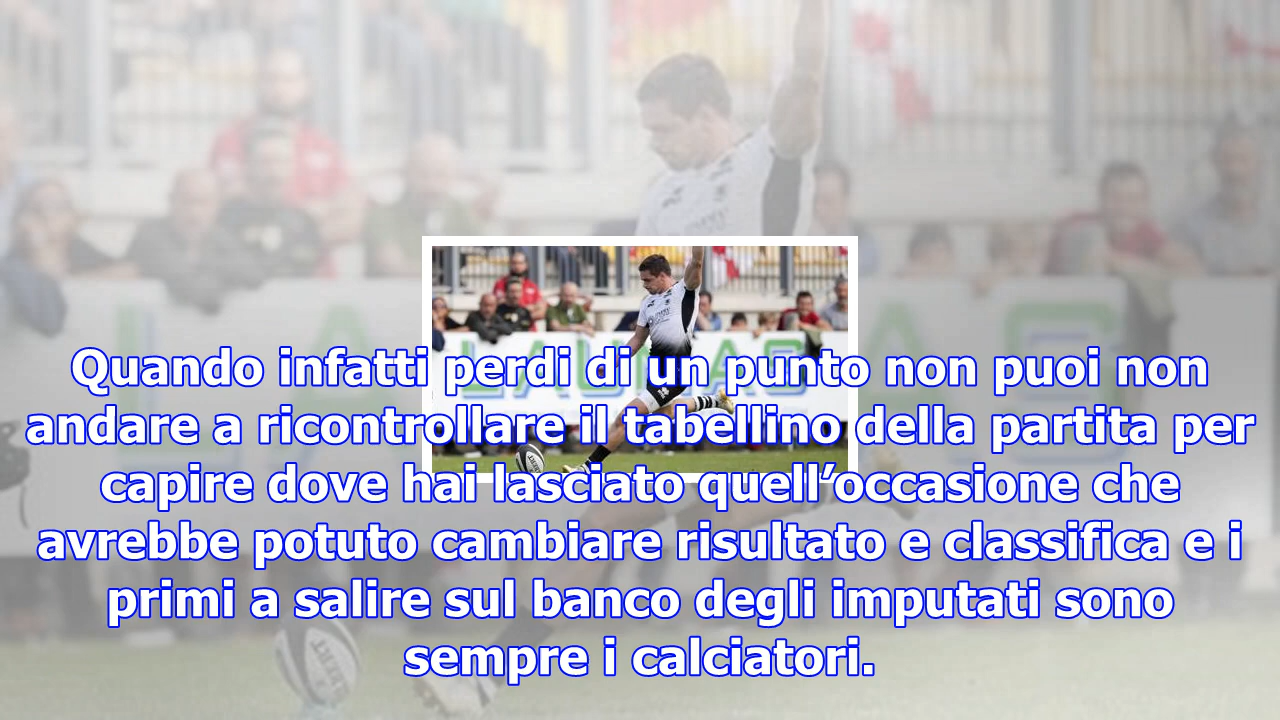 Quando infatti perdi di un punto non puoi non
andare a ricontrollare il tabellino della partita per
capire dove hai lasciato quell’occasione che
avrebbe potuto cambiare risultato e classifica e i
primi a salire sul banco degli imputati sono
sempre i calciatori.